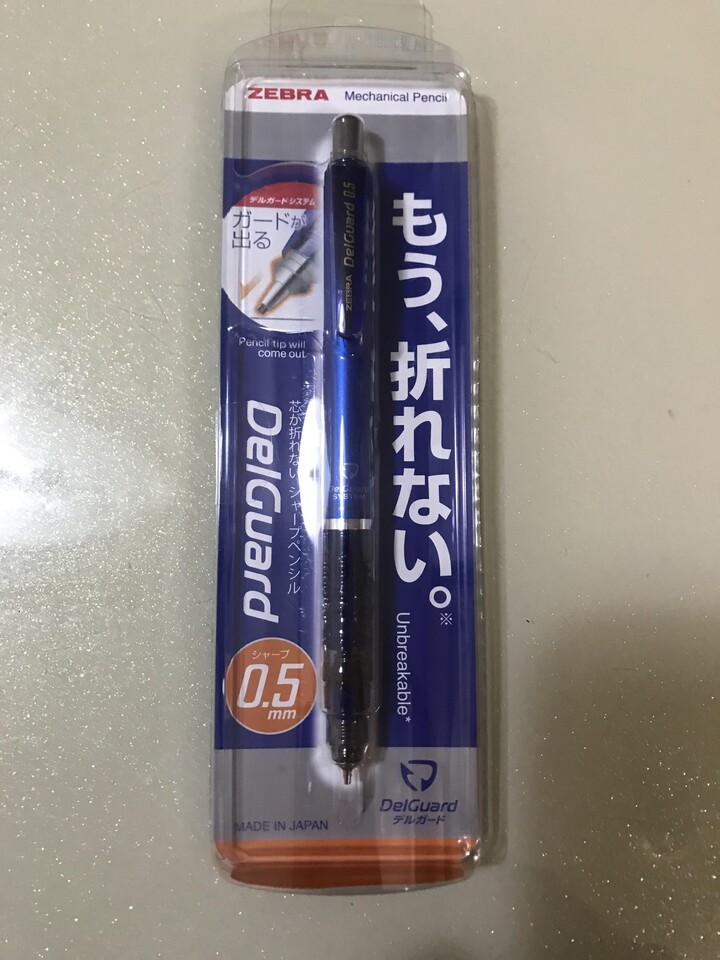 ZEBRA Mechanical Pencil
デルガードシステム
ガードが
出る
Pencil tip will
come out.
もう、折れない。※
Unbreakable*
ZEBRA DelGuard 0.5
芯が折れないシャープペンシル
DelGuard
DelGuard
SYSTEM
シャープ
0.5
mm
DelGuard
デルガード
MADE IN JAPAN